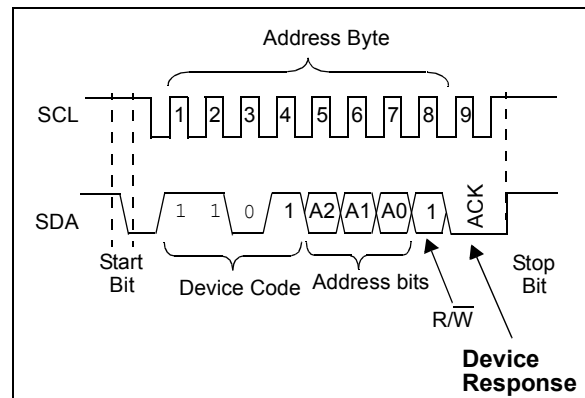 Address Byte
SCL 1 2 3 4 5 6 7 8 9
SDA 1 1 0 1 A2 A1 A0 1 ACK
Start
Bit
Device Code
Address bits
Stop
Bit
R/W̅
Device
Response